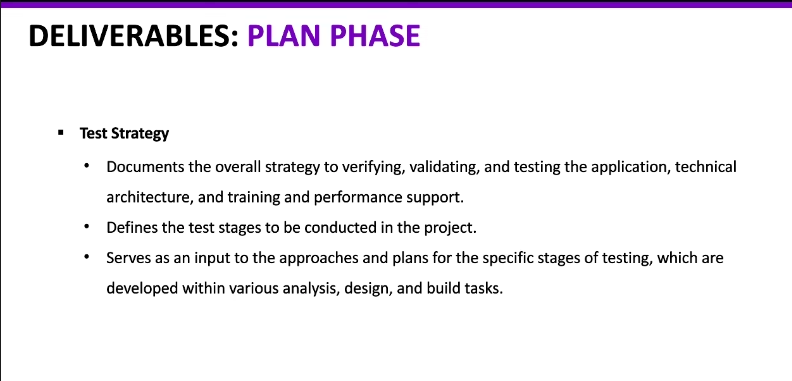 DELIVERABLES: PLAN PHASE
▪ Test Strategy
• Documents the overall strategy to verifying, validating, and testing the application, technical
architecture, and training and performance support.
• Defines the test stages to be conducted in the project.
• Serves as an input to the approaches and plans for the specific stages of testing, which are
developed within various analysis, design, and build tasks.